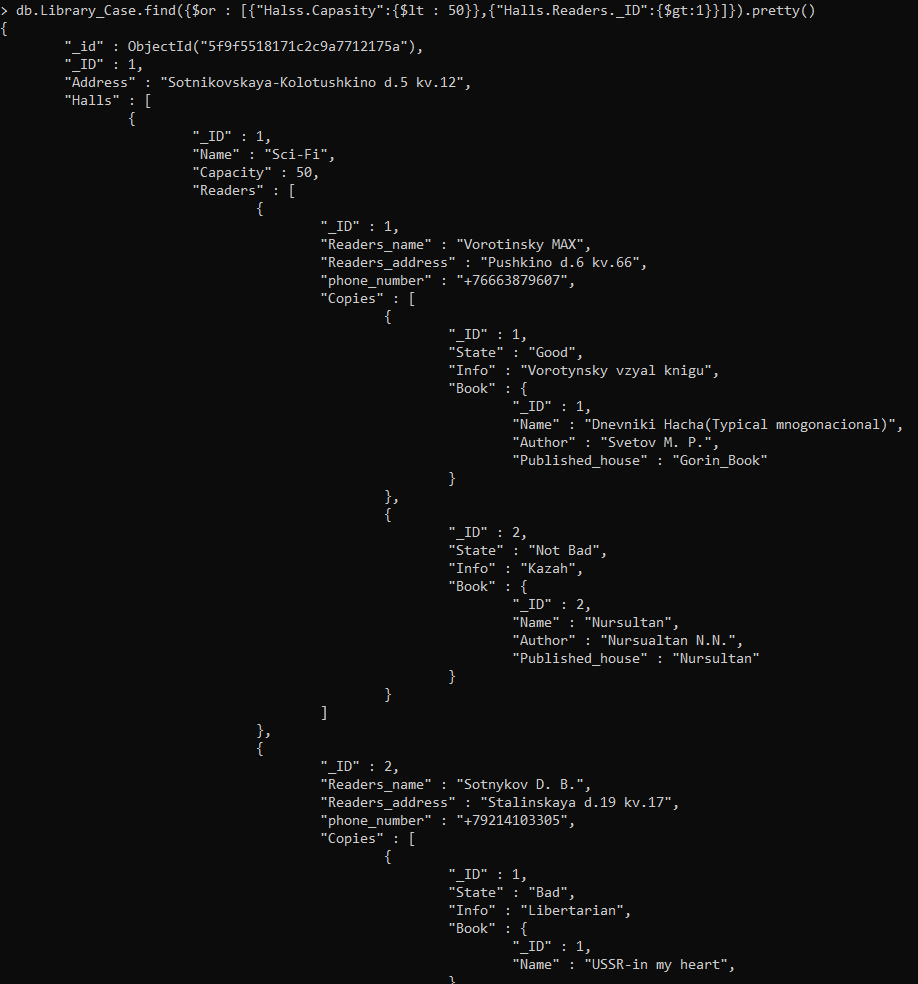 > db.Library_Case.find({$or : [{"Halss.Capasity":{$lt : 50}},{"Halls.Readers._ID":{$gt:1}}]}).pretty()
{
        "_id" : ObjectId("5f9f5518171c2c9a7712175a"),
        "_ID" : 1,
        "Address" : "Sotnikovskaya-Kolotushkino d.5 kv.12",
        "Halls" : [
                {
                        "_ID" : 1,
                        "Name" : "Sci-Fi",
                        "Capacity" : 50,
                        "Readers" : [
                                {
                                        "_ID" : 1,
                                        "Readers_name" : "Vorotinsky MAX",
                                        "Readers_address" : "Pushkino d.6 kv.66",
                                        "phone_number" : "+76663879607",
                                        "Copies" : [
                                                {
                                                        "_ID" : 1,
                                                        "State" : "Good",
                                                        "Info" : "Vorotynsky vzyal knigu",
                                                        "Book" : {
                                                                "_ID" : 1,
                                                                "Name" : "Dnevniki Hacha(Typical mnogonacional)",
                                                                "Author" : "Svetov M. P.",
                                                                "Published_house" : "Gorin_Book"
                                                        }
                                                },
                                                {
                                                        "_ID" : 2,
                                                        "State" : "Not Bad",
                                                        "Info" : "Kazah",
                                                        "Book" : {
                                                                "_ID" : 2,
                                                                "Name" : "Nursultan",
                                                                "Author" : "Nursualtan N.N.",
                                                                "Published_house" : "Nursultan"
                                                        }
                                                }
                                        ]
                                },
                                {
                                        "_ID" : 2,
                                        "Readers_name" : "Sotnykov D. B.",
                                        "Readers_address" : "Stalinskaya d.19 kv.17",
                                        "phone_number" : "+79214103305",
                                        "Copies" : [
                                                {
                                                        "_ID" : 1,
                                                        "State" : "Bad",
                                                        "Info" : "Libertarian",
                                                        "Book" : {
                                                                "_ID" : 1,
                                                                "Name" : "USSR-in my heart",
                                                        }